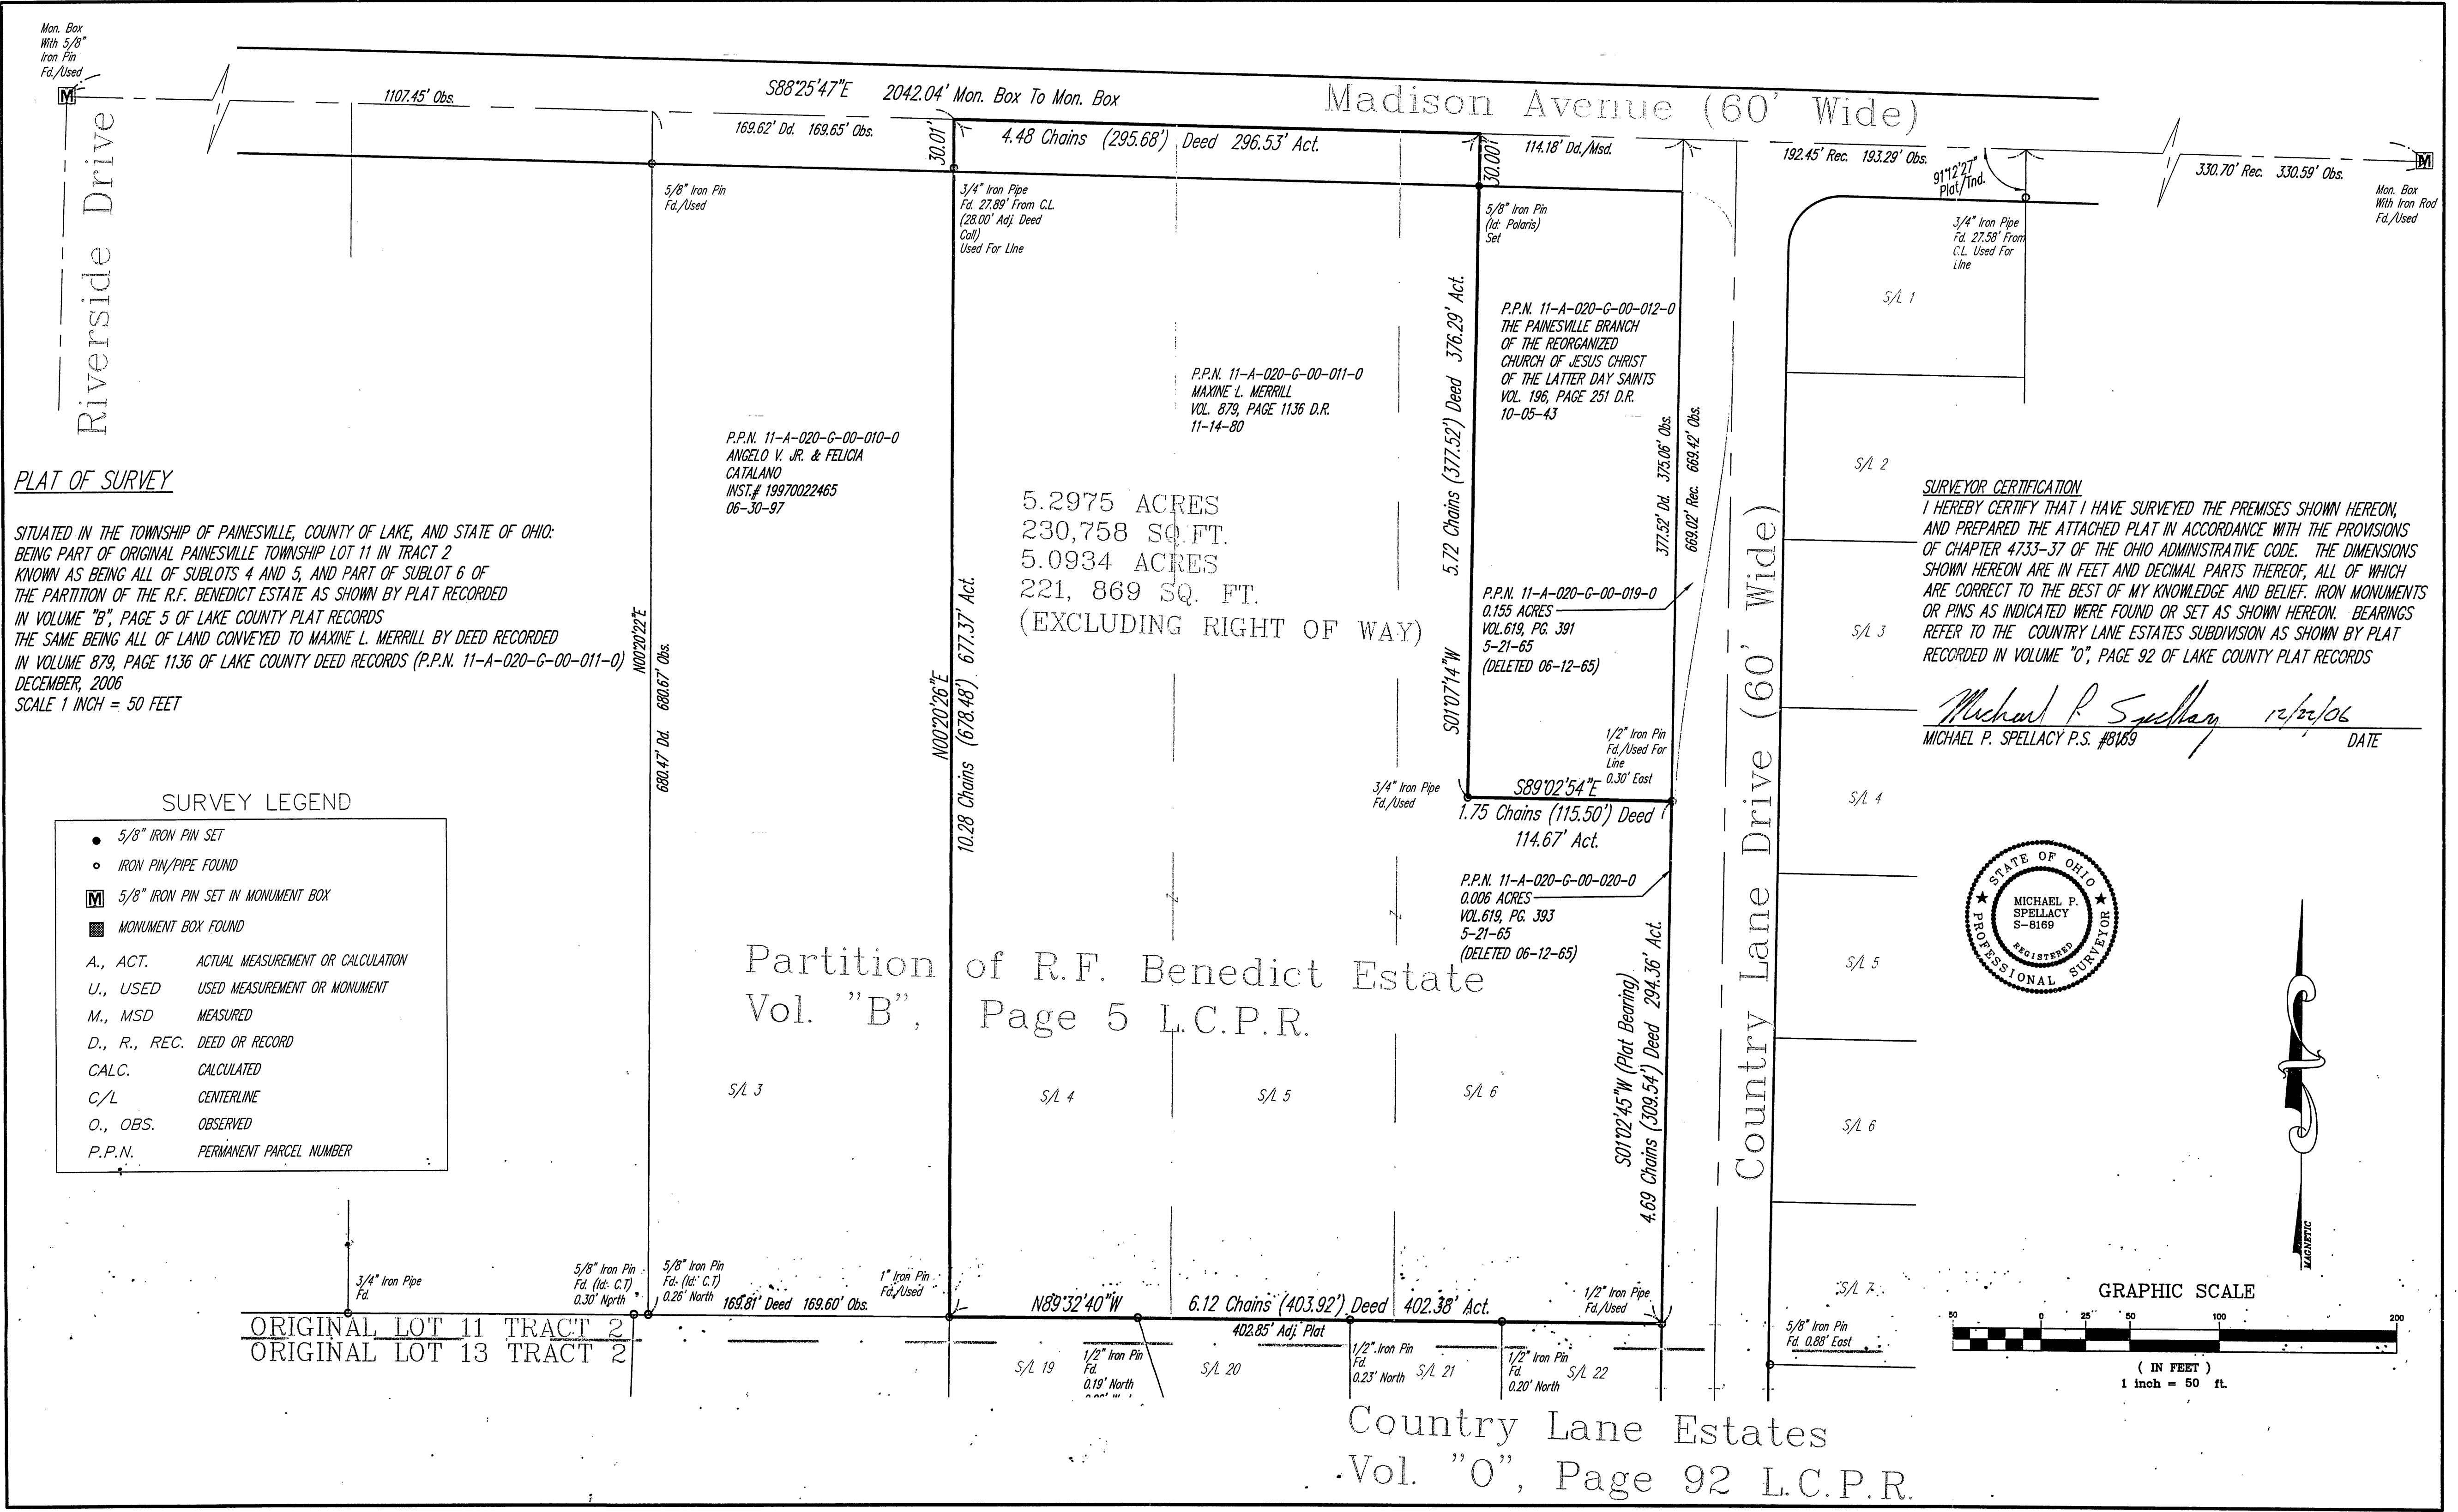 Mon. Box
With 5/8"
Iron Pin
Fd./Used
M
1107.45' Obs.
S88°25'47"E 2042.04' Mon. Box To Mon. Box
Madison Avenue (60' Wide)
169.62' Dd. 169.65' Obs.
30.01'
4.48 Chains (295.68') Deed 296.53' Act.
30.001'
114.18' Dd./Msd.
192.45' Rec. 193.29' Obs.
91°12'27"
Plat/Ind.
330.70' Rec. 330.59' Obs.
M
Mon. Box
With Iron Rod
Fd./Used
Riverside Drive
5/8" Iron Pin
Fd./Used
3/4" Iron Pipe
Fd. 27.89' From C.L.
(28.00' Adj. Deed
Call)
Used For LIne
5/8" Iron Pin
(Id: Polaris)
Set
3/4" Iron Pipe
Fd. 27.58' From
C.L. Used For
LIne
S/L 1
P.P.N. 11-A-020-G-00-012-0
THE PAINESVILLE BRANCH
OF THE REORGANIZED
CHURCH OF JESUS CHRIST
OF THE LATTER DAY SAINTS
VOL. 196, PAGE 251 D.R.
10-05-43
P.P.N. 11-A-020-G-00-011-0
MAXINE L. MERRILL
VOL. 879, PAGE 1136 D.R.
11-14-80
P.P.N. 11-A-020-G-00-010-0
ANGELO V. JR. & FELICIA
CATALANO
INST.# 19970022465
06-30-97
5.72 Chains (377.52') Deed 376.29' Act.
S01°07'14"W
377.52' Dd. 375.06' Obs.
669.02' Rec. 669.42' Obs.
S/L 2
PLAT OF SURVEY
SITUATED IN THE TOWNSHIP OF PAINESVILLE, COUNTY OF LAKE, AND STATE OF OHIO:
BEING PART OF ORIGINAL PAINESVILLE TOWNSHIP LOT 11 IN TRACT 2
KNOWN AS BEING ALL OF SUBLOTS 4 AND 5, AND PART OF SUBLOT 6 OF
THE PARTITION OF THE R.F. BENEDICT ESTATE AS SHOWN BY PLAT RECORDED
IN VOLUME "B", PAGE 5 OF LAKE COUNTY PLAT RECORDS
THE SAME BEING ALL OF LAND CONVEYED TO MAXINE L. MERRILL BY DEED RECORDED
IN VOLUME 879, PAGE 1136 OF LAKE COUNTY DEED RECORDS (P.P.N. 11-A-020-G-00-011-0)
DECEMBER, 2006
SCALE 1 INCH = 50 FEET
N00°20'22"E
680.47' Dd. 680.67' Obs.
N00°20'26"E
10.28 Chains (678.48') 677.37' Act.
5.2975 ACRES
230,758 SQ.FT.
5.0934 ACRES
221, 869 SQ. FT.
(EXCLUDING RIGHT OF WAY)
P.P.N. 11-A-020-G-00-019-0
0.155 ACRES
VOL.619, PG. 391
5-21-65
(DELETED 06-12-65)
SURVEYOR CERTIFICATION
I HEREBY CERTIFY THAT I HAVE SURVEYED THE PREMISES SHOWN HEREON,
AND PREPARED THE ATTACHED PLAT IN ACCORDANCE WITH THE PROVISIONS
OF CHAPTER 4733-37 OF THE OHIO ADMINISTRATIVE CODE. THE DIMENSIONS
SHOWN HEREON ARE IN FEET AND DECIMAL PARTS THEREOF, ALL OF WHICH
ARE CORRECT TO THE BEST OF MY KNOWLEDGE AND BELIEF. IRON MONUMENTS
OR PINS AS INDICATED WERE FOUND OR SET AS SHOWN HEREON. BEARINGS
REFER TO THE COUNTRY LANE ESTATES SUBDIVISION AS SHOWN BY PLAT
RECORDED IN VOLUME "O", PAGE 92 OF LAKE COUNTY PLAT RECORDS
Michael P. Spellacy 12/22/06
MICHAEL P. SPELLACY P.S. #8169 DATE
S/L 3
1/2" Iron Pin
Fd./Used For
Line
0.30' East
3/4" Iron Pipe
Fd./Used
S89°02'54"E
1.75 Chains (115.50') Deed
114.67' Act.
Country Lane Drive (60' Wide)
S/L 4
SURVEY LEGEND
5/8" IRON PIN SET
IRON PIN/PIPE FOUND
M 5/8" IRON PIN SET IN MONUMENT BOX
MONUMENT BOX FOUND
A., ACT. ACTUAL MEASUREMENT OR CALCULATION
U., USED USED MEASUREMENT OR MONUMENT
M., MSD MEASURED
D., R., REC. DEED OR RECORD
CALC. CALCULATED
C/L CENTERLINE
O., OBS. OBSERVED
P.P.N. PERMANENT PARCEL NUMBER
P.P.N. 11-A-020-G-00-020-0
0.006 ACRES
VOL.619, PG. 393
5-21-65
(DELETED 06-12-65)
STATE OF OHIO
MICHAEL P.
SPELLACY
S-8169
REGISTERED
PROFESSIONAL SURVEYOR
Partition of R.F. Benedict Estate
Vol. "B", Page 5 L.C.P.R.
S01°02'45"W (Plat Bearing)
4.69 Chains (309.54') Deed 294.36' Act.
S/L 5
S/L 3
S/L 4
S/L 5
S/L 6
S/L 6
MAGNETIC
3/4" Iron Pipe
Fd.
5/8" Iron Pin
Fd. (Id: C.T)
0.30' North
5/8" Iron Pin
Fd. (Id: C.T)
0.26' North
169.81' Deed 169.60' Obs.
1" Iron Pin
Fd./Used
N89°32'40"W 6.12 Chains (403.92') Deed 402.38' Act.
402.85' Adj. Plat
1/2" Iron Pipe
Fd./Used
S/L 7
5/8" Iron Pin
Fd. 0.88' East
ORIGINAL LOT 11 TRACT 2
ORIGINAL LOT 13 TRACT 2
S/L 19
1/2" Iron Pin
Fd.
0.19' North
S/L 20
1/2" Iron Pin
Fd.
0.23' North
S/L 21
1/2" Iron Pin
Fd.
0.20' North
S/L 22
GRAPHIC SCALE
50 0 25 50 100 200
( IN FEET )
1 inch = 50 ft.
Country Lane Estates
Vol. "O", Page 92 L.C.P.R.